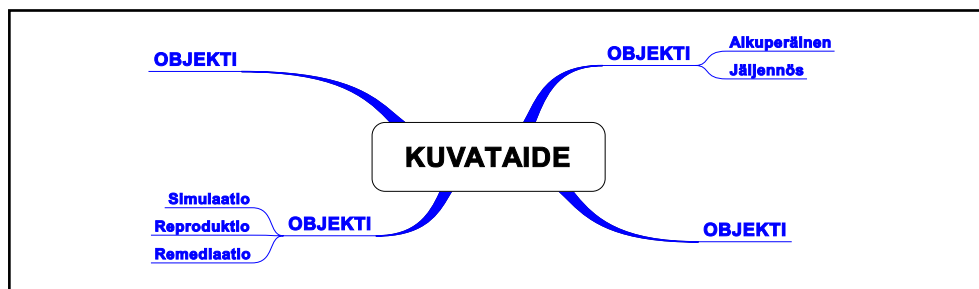 OBJEKTI
OBJEKTI
Alkuperäinen
Jäljennös
KUVATAIDE
Simulaatio
Reproduktio
Remediaatio
OBJEKTI
OBJEKTI